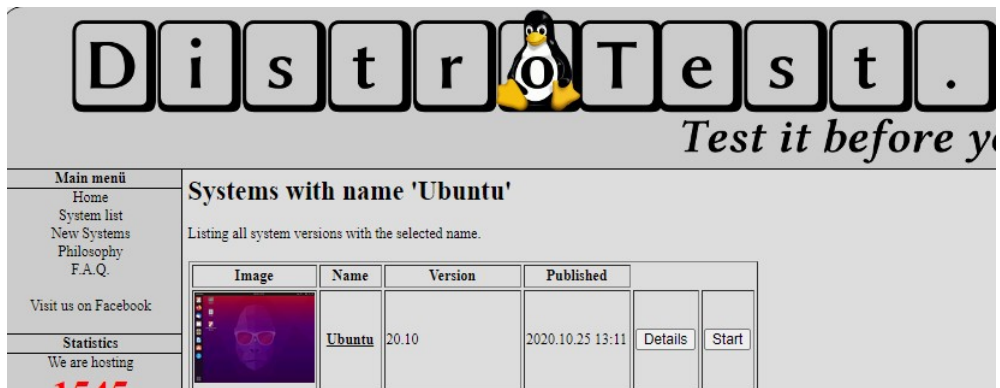 DistroTest.
Test it before
Main menü
Home
System list
New Systems
Philosophy
F.A.Q.
Visit us on Facebook
Statistics
We are hosting
Systems with name 'Ubuntu'
Listing all system versions with the selected name.
Image Name Version Published
Ubuntu 20.10 2020.10.25 13:11 Details Start